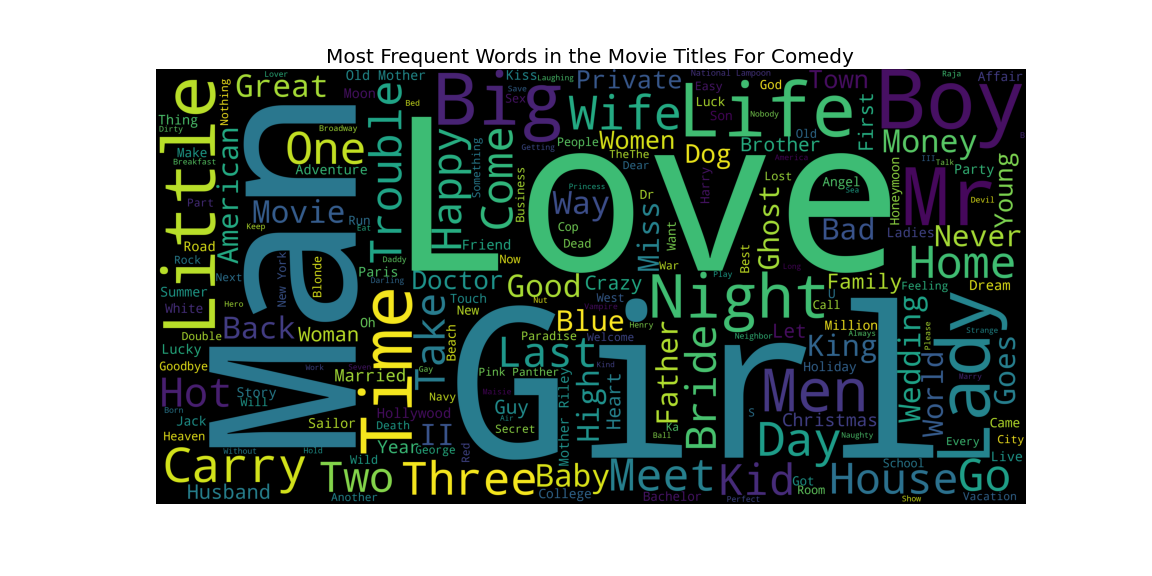 Most Frequent Words in the Movie Titles For Comedy
Lover
Old Mother
Kiss
Laughing
National Lampoon
Raja
Affair
Great
Moon
Big
Private
Easy
God
Town
Boy
Little
Nothing
Man
Trouble
Bed
Save
Sex
Wife
Luck
Son
Life
Nobody
First
Thing
Dirty
Broadway
One
Happy
Come
Something
People
Women
TheThe
Dear
Dog
Brother
Old
Money
B
Make
Breakfast
American
Adventure
Love
Princess
Harry
America
Lost
Angel
Sea
Honeymoon
III
Talk
Party
Devil
Young
Part
Keep
Movie
Run
Eat
Business
Way
Cop
Dead
Miss
Dr
Want
Best
Ghost
Bad
Mr
Ladies
Never
Road
Rock
Next
New York
Blonde
Daddy
Paris
Darling
Friend
Now
Doctor
Good
Crazy
War
Play
Long
Family
U
Call
Home
Feeling
Dream
Summer
White
Hero
Double
Back
Woman
Oh
Time
Take
Touch
New
Beach
Nut
Vampire
West
Blue
Paradise
Welcome
Henry
Night
Neighbor
Let
Million
Always
King
Holiday
Please
Strange
Lady
Goes
Lucky
Goodbye
Work
Seven
Married
Gay
Last
Pink Panther
Kind
Girl
Father
Bride
Men
Wedding
World
Marry
Hot
Story
Will
Born
Jack
Sailor
Hollywood
Death
Navy
Massie
Guy
Air
Secret
Mother Riley
High
Heart
Ka
Ball
S
Christmas
Day
Naughty
Every
Came
City
Live
Heaven
Without
Hold
Year
II
George
Red
Carry
Husband
Two
Wild
Another
Three
Baby
College
Meet
Bachelor
Kid
Perfect
Got
Room
School
House
Show
Go
Vacation